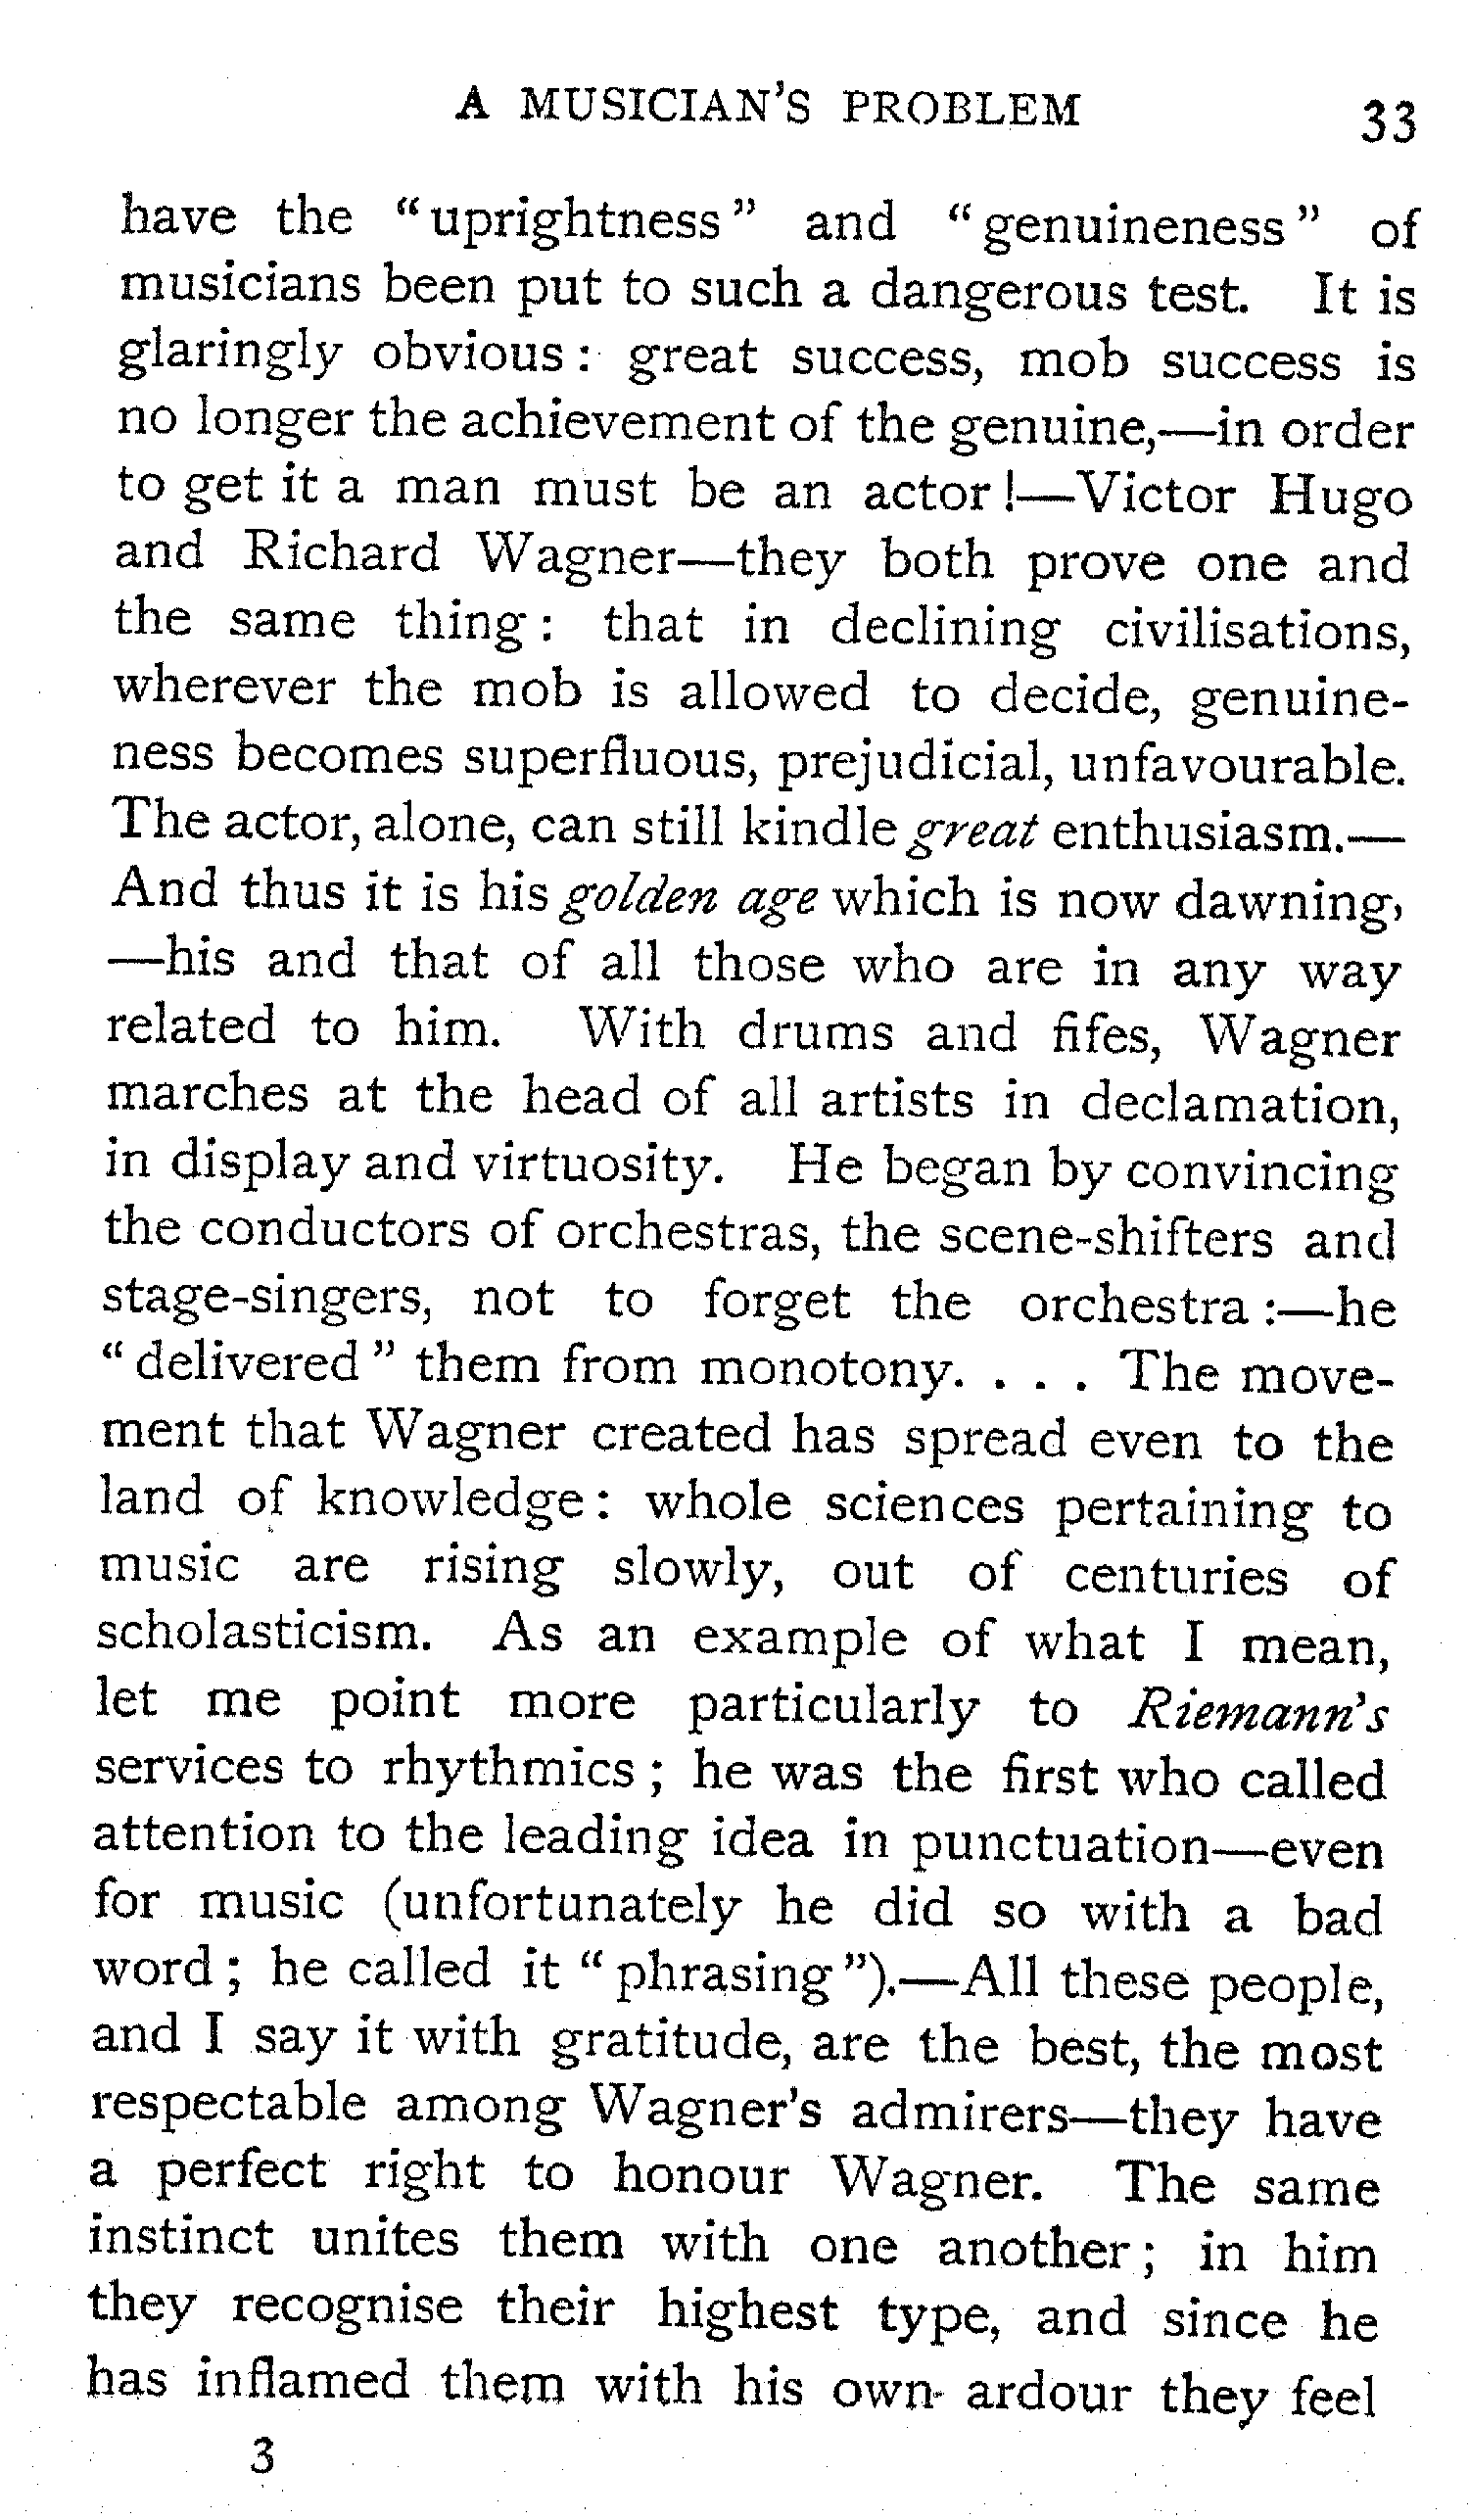 A MUSICIAN'S PROBLEM 33
have the "uprightness" and "genuineness" of
musicians been put to such a dangerous test. It is
glaringly obvious: great success, mob success is
no longer the achievement of the genuine,—in order
to get it a man must be an actor!—Victor Hugo
and Richard Wagner—they both prove one and
the same thing: that in declining civilisations,
wherever the mob is allowed to decide, genuine-
ness becomes superfluous, prejudicial, unfavourable.
The actor, alone, can still kindle great enthusiasm.—
And thus it is his golden age which is now dawning,
—his and that of all those who are in any way
related to him. With drums and fifes, Wagner
marches at the head of all artists in declamation,
in display and virtuosity. He began by convincing
the conductors of orchestras, the scene-shifters and
stage-singers, not to forget the orchestra:—he
"delivered" them from monotony. . . . The move-
ment that Wagner created has spread even to the
land of knowledge: whole sciences pertaining to
music are rising slowly, out of centuries of
scholasticism. As an example of what I mean,
let me point more particularly to Riemann's
services to rhythmics; he was the first who called
attention to the leading idea in punctuation—even
for music (unfortunately he did so with a bad
word; he called it "phrasing").—All these people,
and I say it with gratitude, are the best, the most
respectable among Wagner's admirers—they have
a perfect right to honour Wagner. The same
instinct unites them with one another; in him
they recognise their highest type, and since he
has inflamed them with his own ardour they feel
3